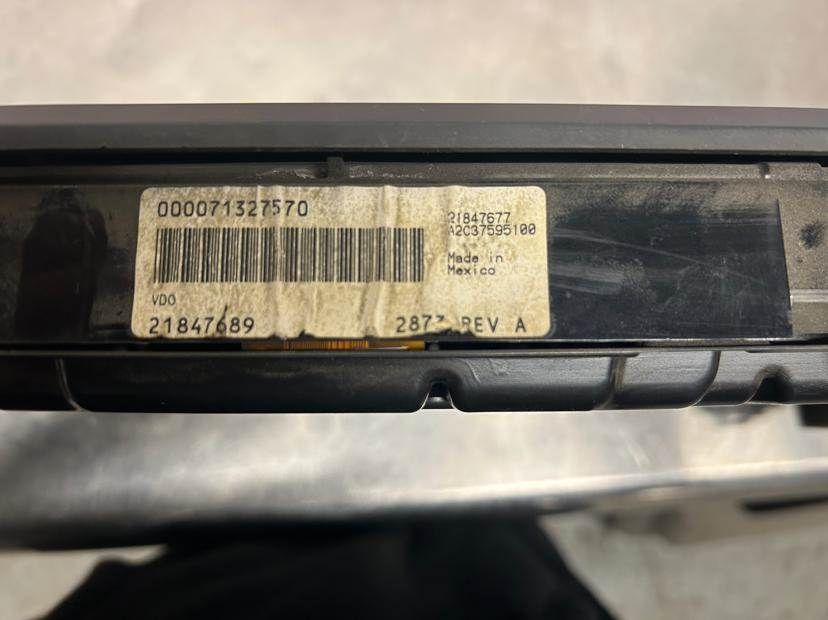 000071327570
21847677
A2C37595100
Made in
Mexico
VDO
21847689
REV A